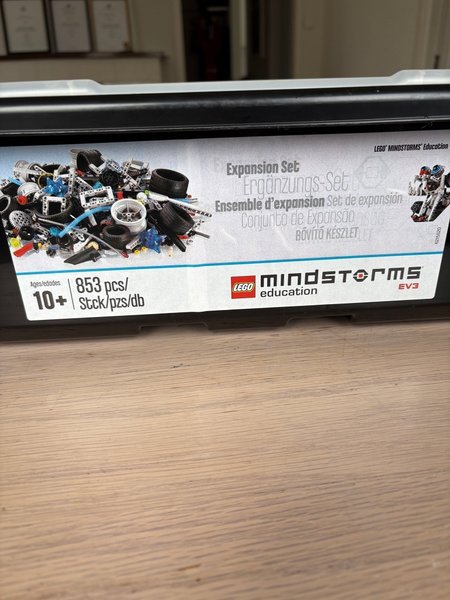 LEGO® MINDSTORMS® Education
Expansion Set
Ergänzungs-Set
Ensemble d'expansion Set de expansión
Conjunto de Expansão
BŐVÍTŐ KÉSZLET
Ages/edades
10+
853 pcs/
Stck/pzs/db
LEGO mindstorms
education EV3